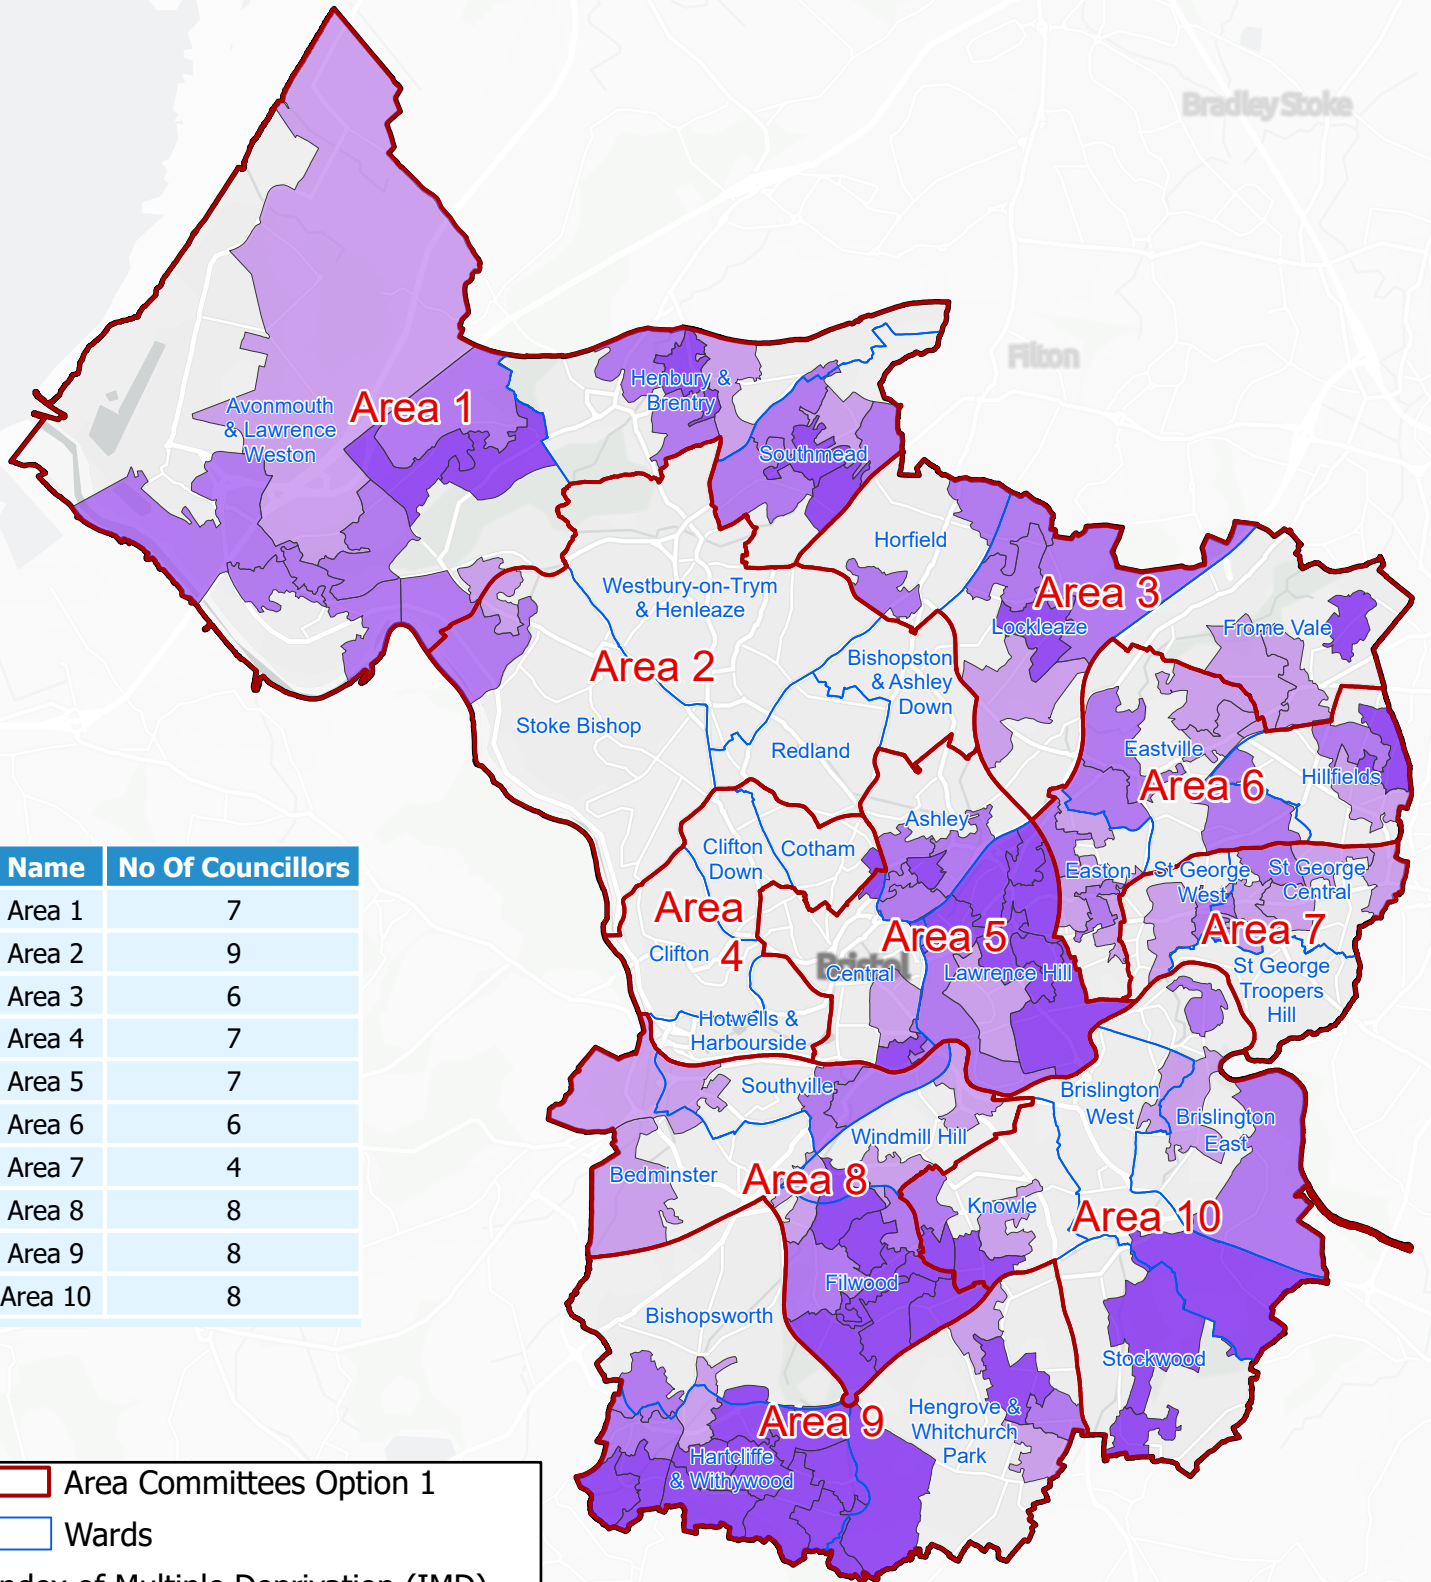 Bradley Stoke
Filton
Henbury &
Brentry
Avonmouth
& Lawrence
Weston
Area 1
Southmead
Horfield
Westbury-on-Trym
& Henleaze
Area 3
Lockleaze
Frome Vale
Area 2
Bishopston
& Ashley
Down
Stoke Bishop
Redland
Eastville
Area 6
Hillfields
Ashley
Clifton
Down
Cotham
Easton
St George
West
St George
Central
Area
4
Clifton
Area 5
Area 7
Bristol
Central
Lawrence Hill
St George
Troopers
Hill
Hotwells &
Harbourside
Southville
Brislington
West
Brislington
East
Windmill Hill
Bedminster
Area 8
Knowle
Area 10
Filwood
Bishopsworth
Stockwood
Area 9
Hengrove &
Whitchurch
Park
Hartcliffe
& Withywood
Name No Of Councillors
Area 1 7
Area 2 9
Area 3 6
Area 4 7
Area 5 7
Area 6 6
Area 7 4
Area 8 8
Area 9 8
Area 10 8
Area Committees Option 1
Wards
of Multiple Deprivation (IMD)